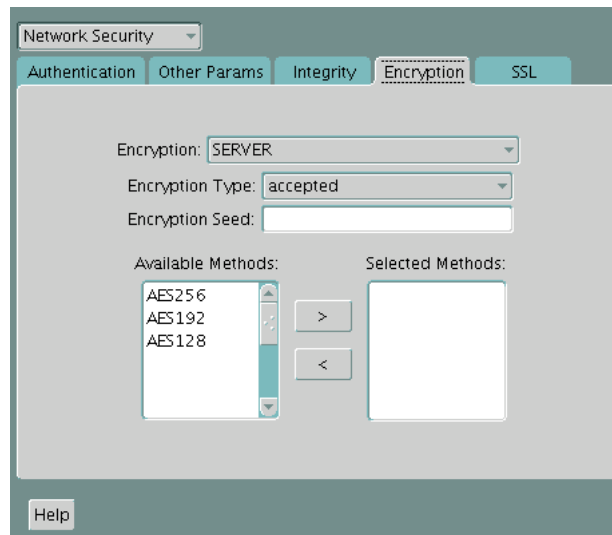 Network Security
Authentication Other Params Integrity Encryption SSL
Encryption: SERVER
Encryption Type: accepted
Encryption Seed:
Available Methods: Selected Methods:
AES256
AES192
AES128
>
<
Help